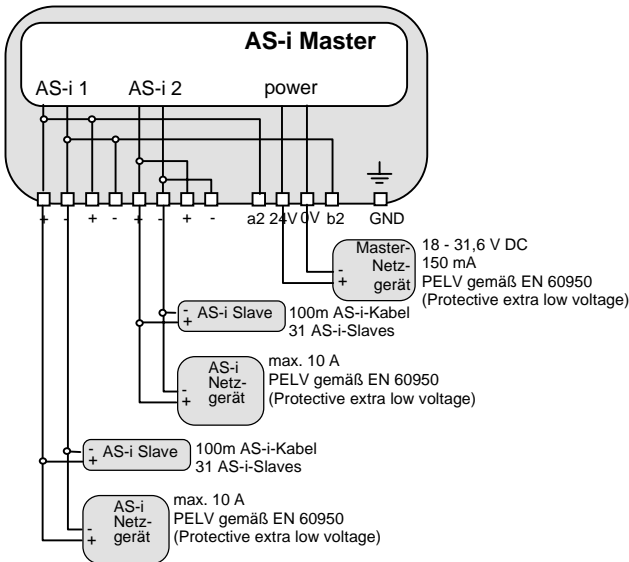 AS-i Master
AS-i 1 AS-i 2 power
+ - + - + - + - a2 24V 0V b2 GND
Master-
Netz-
gerät
- +
18 - 31,6 V DC
150 mA
PELV gemäß EN 60950
(Protective extra low voltage)
- +
AS-i Slave
100m AS-i-Kabel
31 AS-i-Slaves
AS-i
Netz-
gerät
- +
max. 10 A
PELV gemäß EN 60950
(Protective extra low voltage)
- +
AS-i Slave
100m AS-i-Kabel
31 AS-i-Slaves
AS-i
Netz-
gerät
- +
max. 10 A
PELV gemäß EN 60950
(Protective extra low voltage)